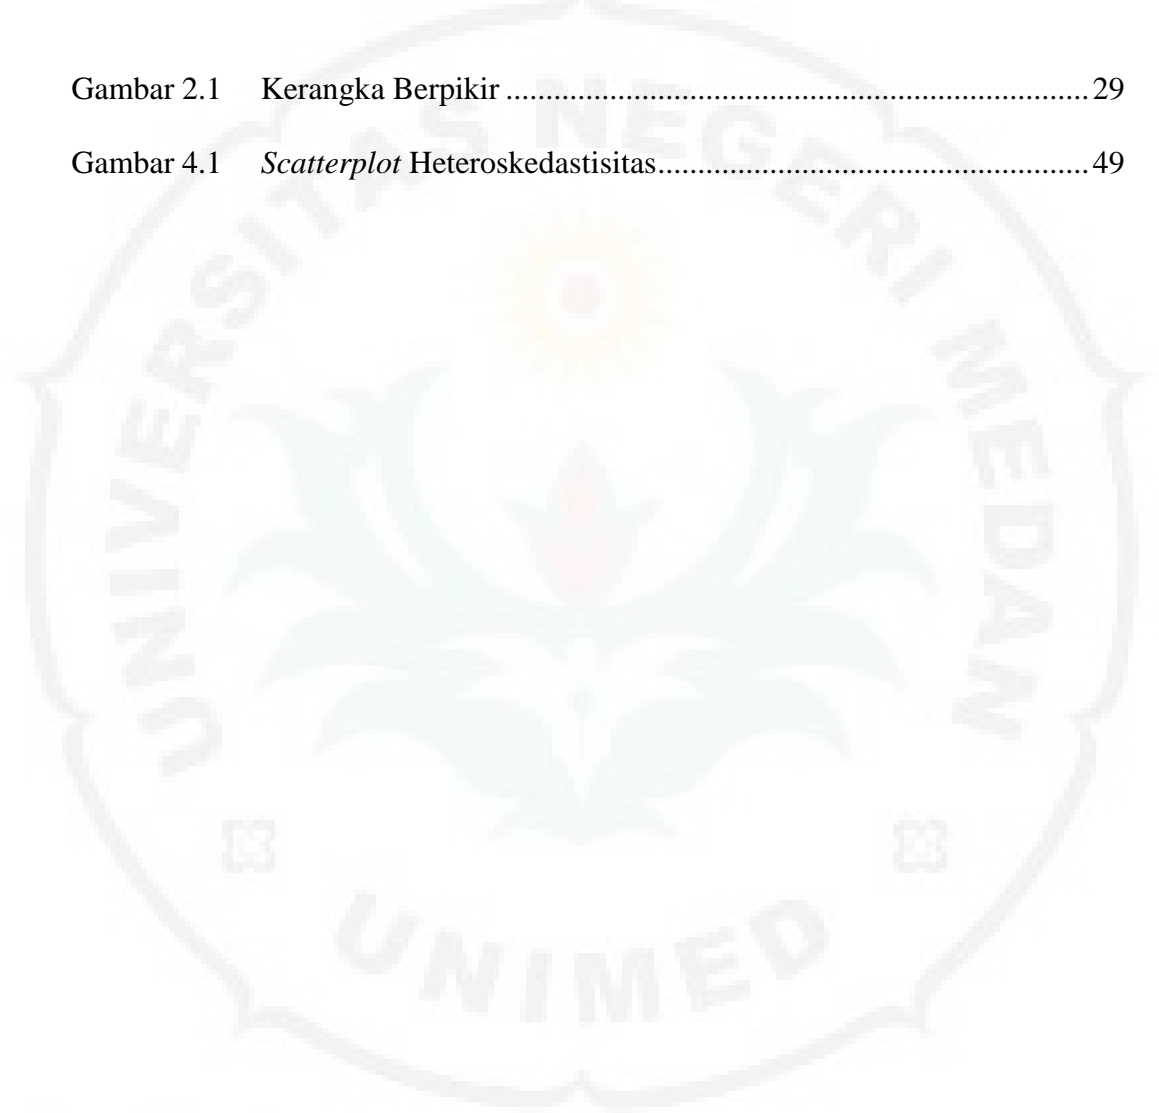 Gambar 2.1 Kerangka Berpikir ......................................................................... 29
Gambar 4.1 Scatterplot Heteroskedastisitas...................................................... 49
UNIVERSITAS NEGERI MEDAN
UNIMED